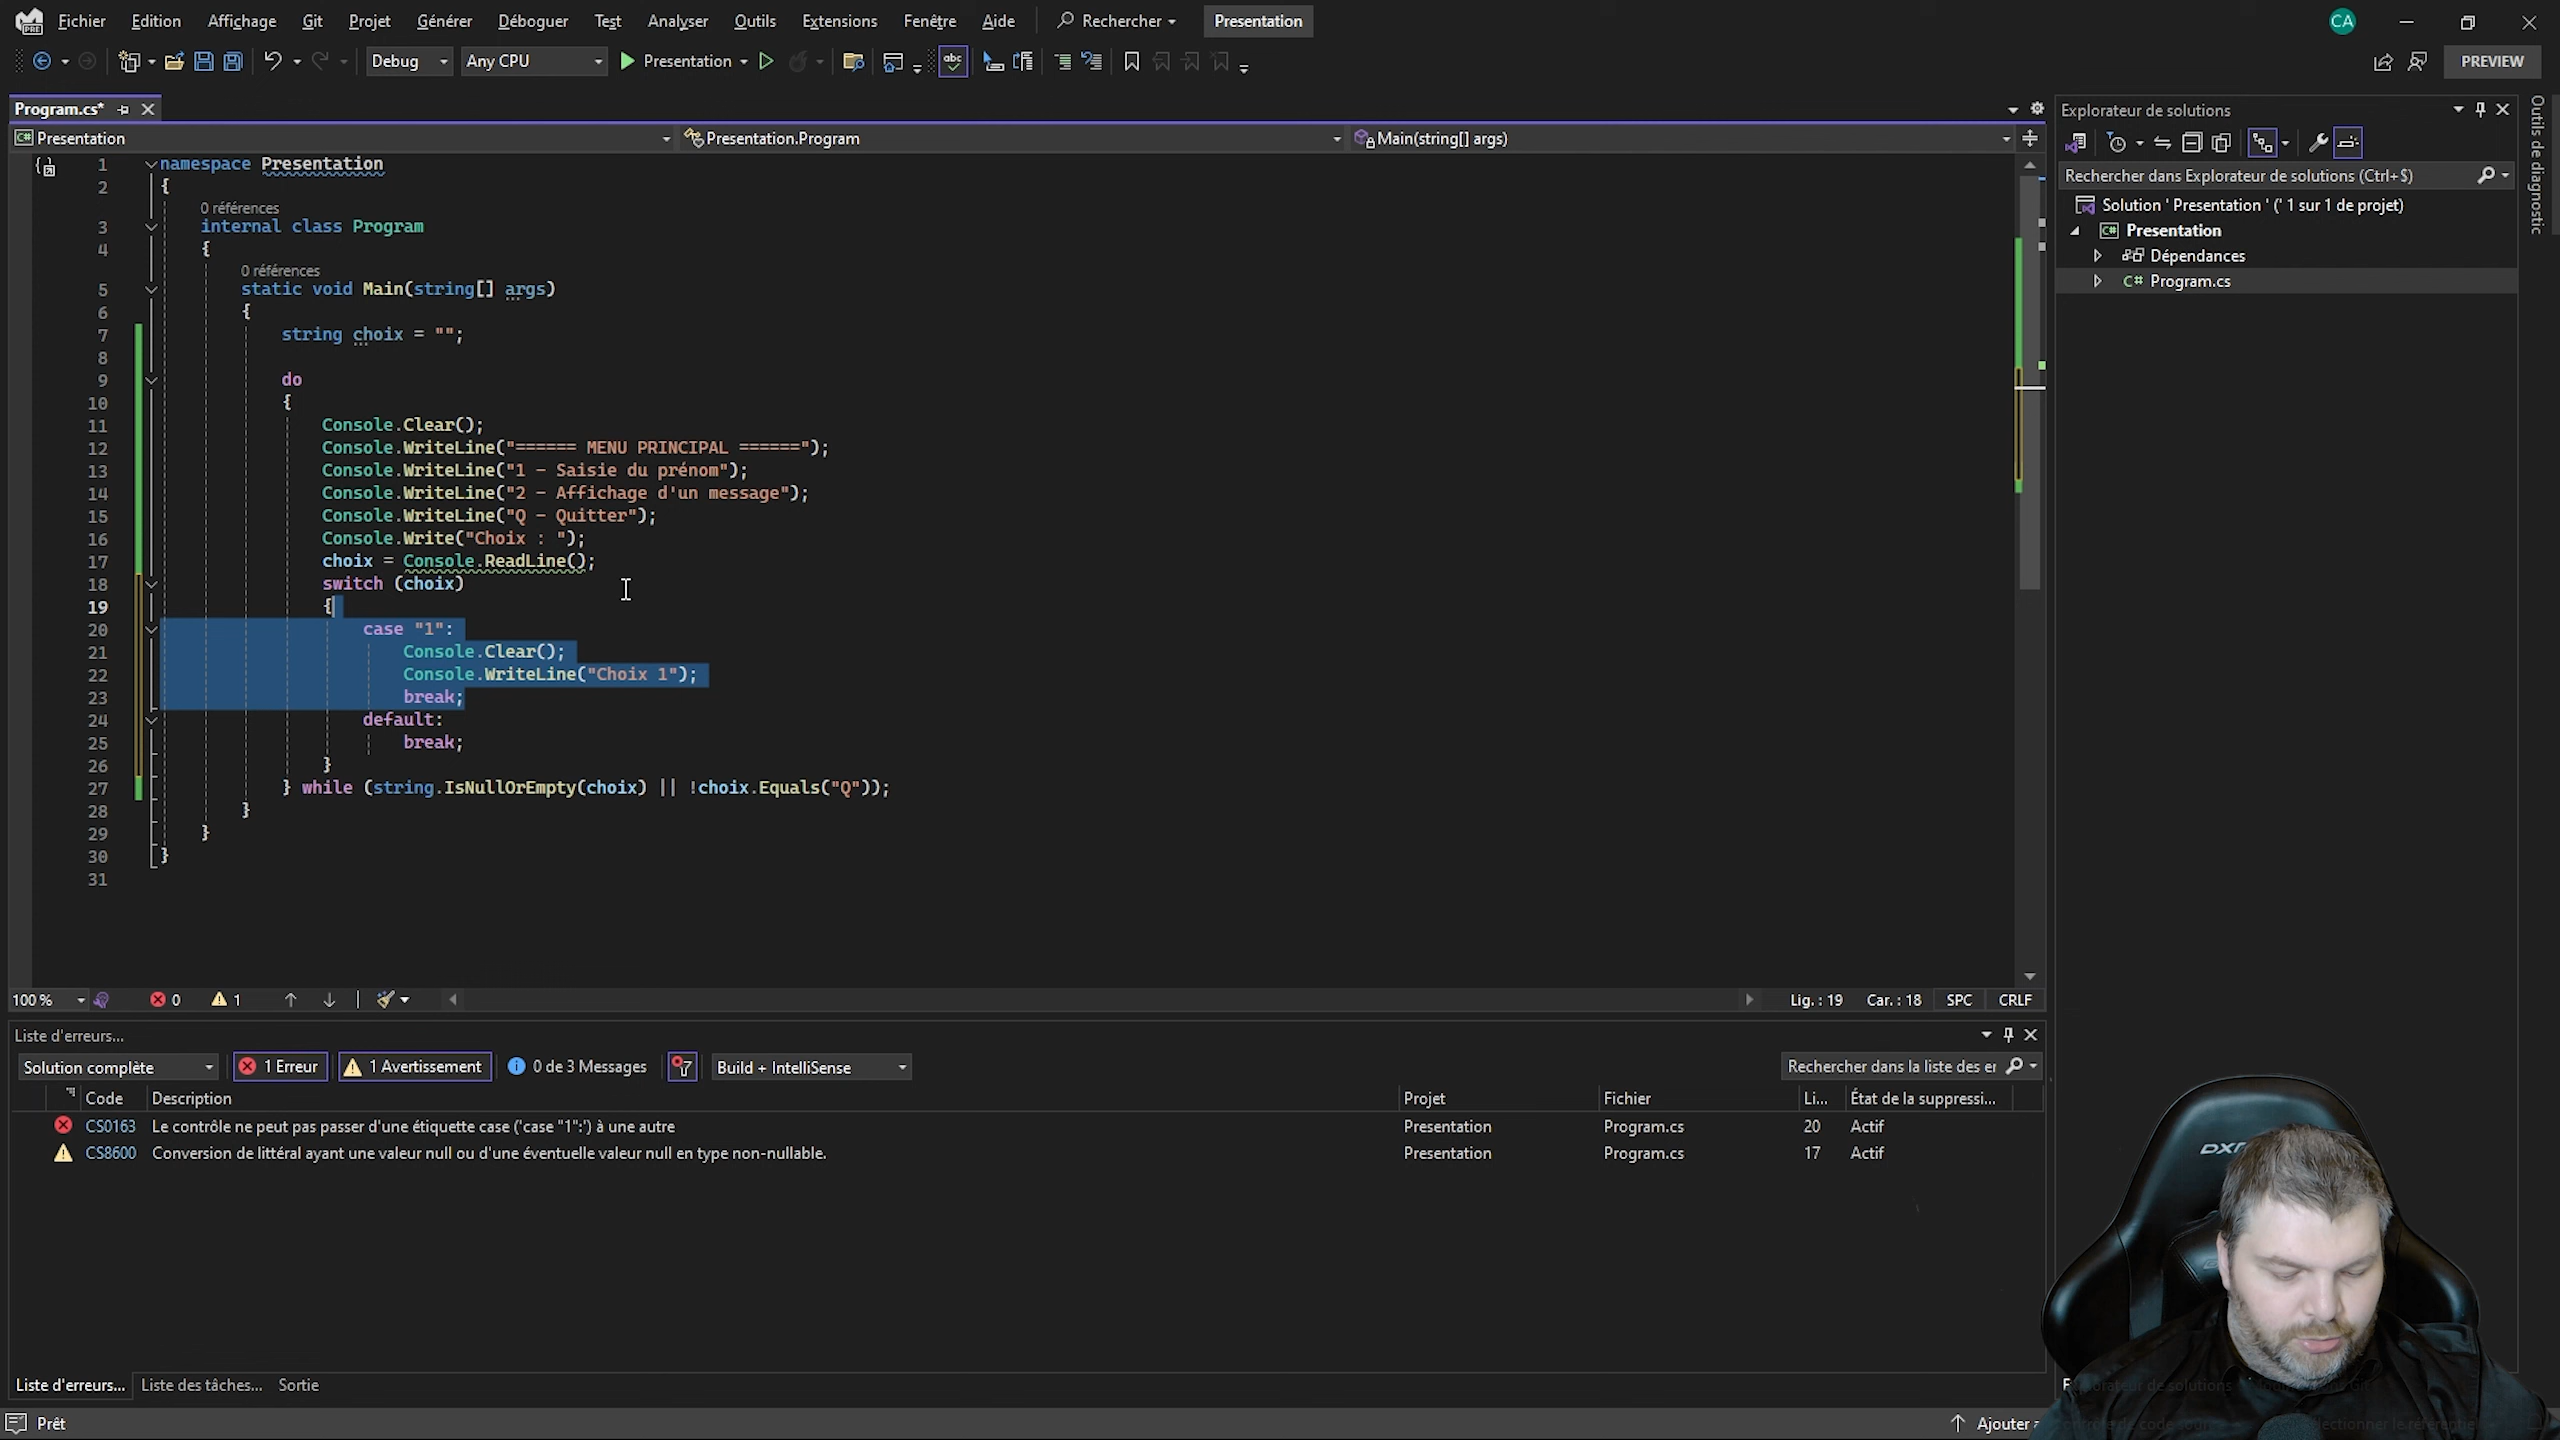 Fichier Edition Affichage Git Projet Générer Déboguer Test Analyser Outils Extensions Fenêtre Aide Rechercher Presentation CA
Debug Any CPU Presentation abc PREVIEW
Program.cs*
Presentation Presentation.Program Main(string[] args)
1 namespace Presentation
2 {
0 références
3 internal class Program
4 {
0 références
5 static void Main(string[] args)
6 {
7 string choix = "";
8
9 do
10 {
11 Console.Clear();
12 Console.WriteLine("====== MENU PRINCIPAL ======");
13 Console.WriteLine("1 - Saisie du prénom");
14 Console.WriteLine("2 - Affichage d'un message");
15 Console.WriteLine("Q - Quitter");
16 Console.Write("Choix : ");
17 choix = Console.ReadLine();
18 switch (choix)
19 {
20 case "1":
21 Console.Clear();
22 Console.WriteLine("Choix 1");
23 break;
24 default:
25 break;
26 }
27 } while (string.IsNullOrEmpty(choix) || !choix.Equals("Q"));
28 }
29 }
30 }
31
100 % 0 1 Lig. : 19 Car. : 18 SPC CRLF
Liste d'erreurs...
Solution complète 1 Erreur 1 Avertissement 0 de 3 Messages Build + IntelliSense Rechercher dans la liste des er
Code Description Projet Fichier Li... État de la suppressi...
CS0163 Le contrôle ne peut pas passer d'une étiquette case ('case "1":') à une autre Presentation Program.cs 20 Actif
CS8600 Conversion de littéral ayant une valeur null ou d'une éventuelle valeur null en type non-nullable. Presentation Program.cs 17 Actif
Liste d'erreurs... Liste des tâches... Sortie
Prêt Ajouter
Explorateur de solutions
Rechercher dans Explorateur de solutions (Ctrl+$)
Solution ' Presentation ' (' 1 sur 1 de projet)
Presentation
Dépendances
C# Program.cs
Outils de diagnostic